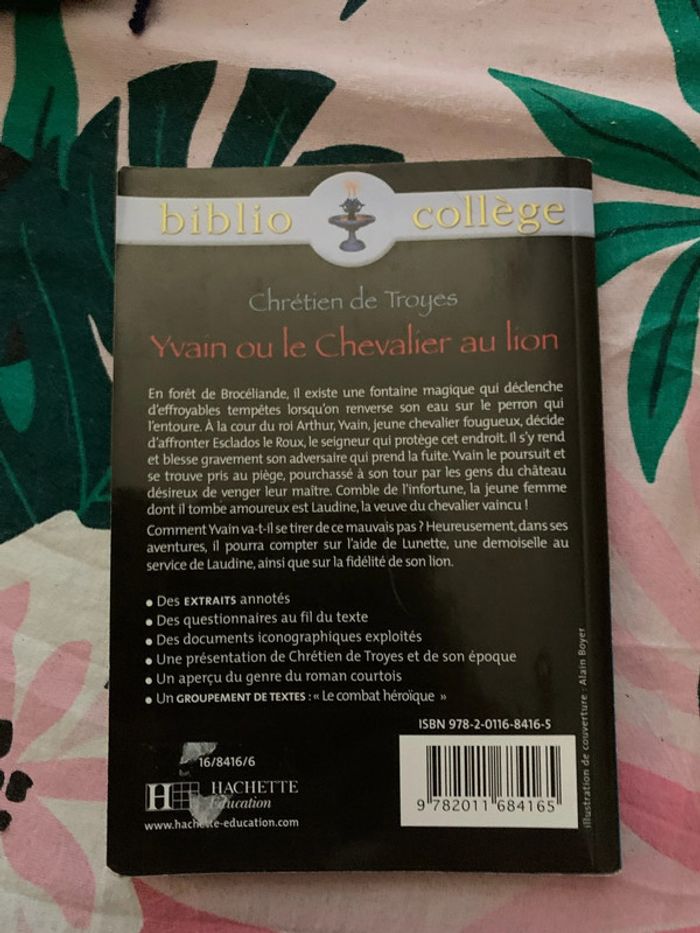 biblio collège
Chrétien de Troyes
Yvain ou le Chevalier au lion
En forêt de Brocéliande, il existe une fontaine magique qui déclenche
d'effroyables tempêtes lorsqu'on renverse son eau sur le perron qui
l'entoure. À la cour du roi Arthur, Yvain, jeune chevalier fougueux, décide
d'affronter Esclados le Roux, le seigneur qui protège cet endroit. Il s'y rend
et blesse gravement son adversaire qui prend la fuite. Yvain le poursuit et
se trouve pris au piège, pourchassé à son tour par les gens du château
désireux de venger leur maître. Comble de l'infortune, la jeune femme
dont il tombe amoureux est Laudine, la veuve du chevalier vaincu !
Comment Yvain va-t-il se tirer de ce mauvais pas ? Heureusement, dans ses
aventures, il pourra compter sur l'aide de Lunette, une demoiselle au
service de Laudine, ainsi que sur la fidélité de son lion.
• Des EXTRAITS annotés
• Des questionnaires au fil du texte
• Des documents iconographiques exploités
• Une présentation de Chrétien de Troyes et de son époque
• Un aperçu du genre du roman courtois
• Un GROUPEMENT DE TEXTES : « Le combat héroïque »
ISBN 978-2-0116-8416-5
16/8416/6
H HACHETTE
Éducation
www.hachette-education.com
9 782011 684165
Illustration de couverture : Alain Boyer